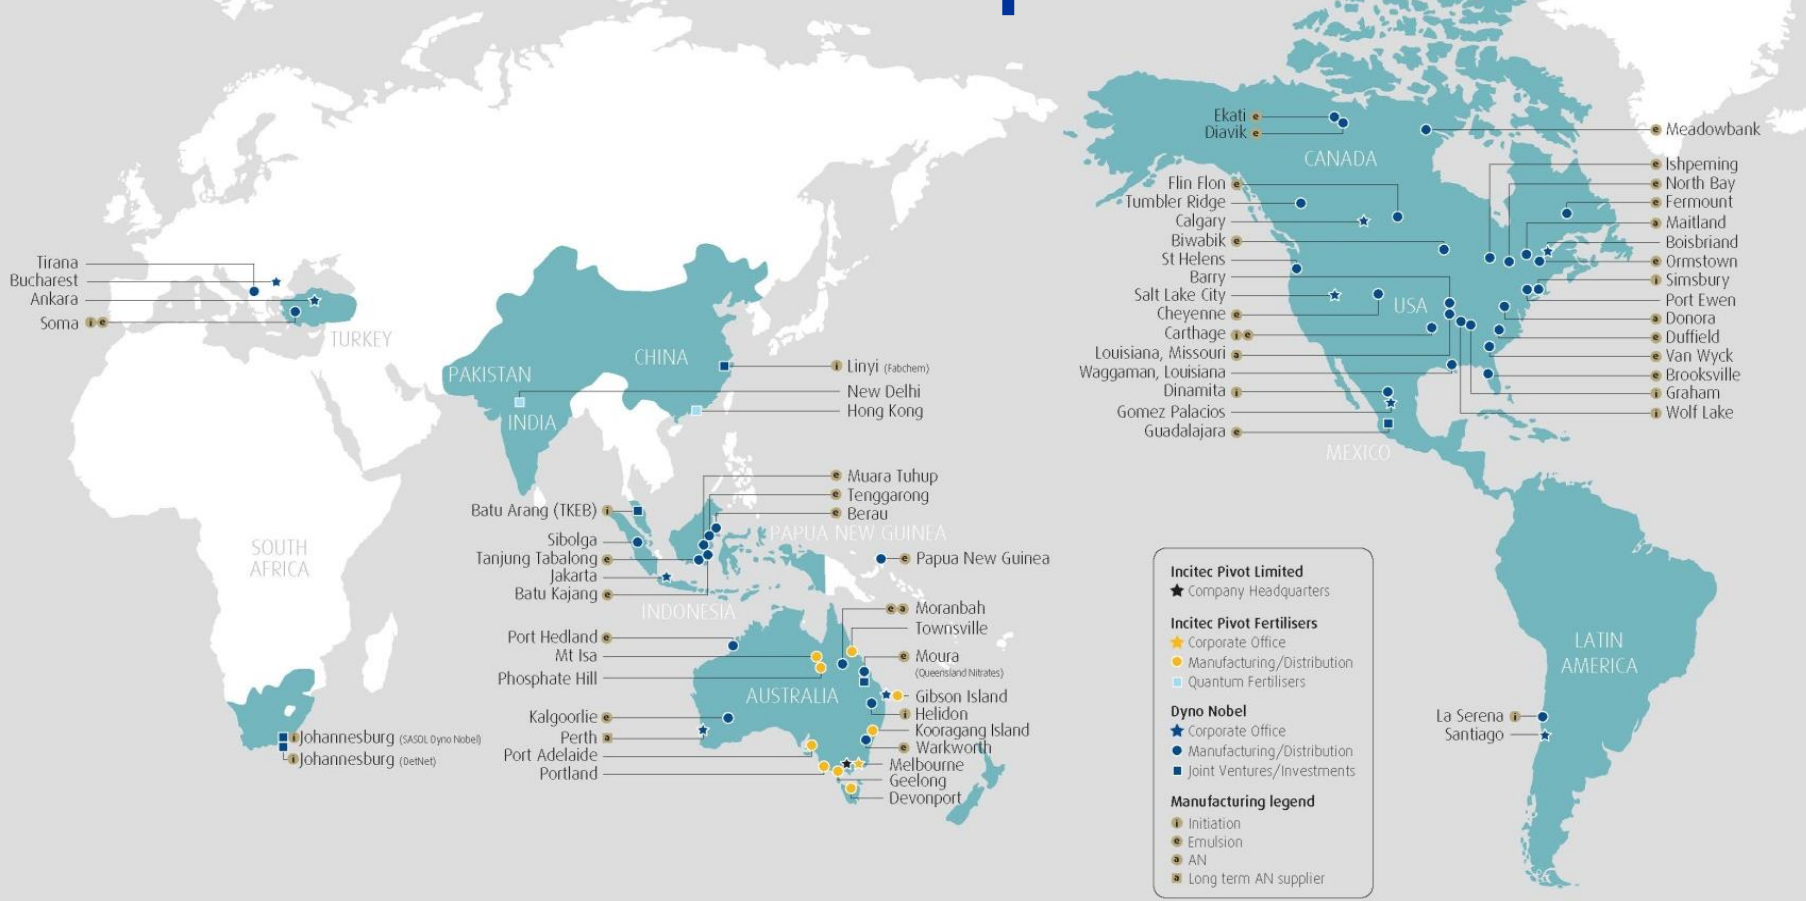 Tirana
Bucharest
Ankara
Soma i e
TURKEY
SOUTH
AFRICA
i Johannesburg (SASOL Dyno Nobel)
i Johannesburg (DetNet)
PAKISTAN
INDIA
CHINA
i Linyi (Fabchem)
New Delhi
Hong Kong
e Muara Tuhup
e Tenggarong
e Berau
Batu Arang (TKEB) i
Sibolga
Tanjung Tabalong e
Jakarta
Batu Kajang e
INDONESIA
PAPUA NEW GUINEA
e Papua New Guinea
Port Hedland e
Mt Isa
Phosphate Hill
Kalgoorlie e
Perth a
Port Adelaide
Portland
AUSTRALIA
e a Moranbah
Townsville
e Moura
(Queensland Nitrates)
Gibson Island
i Helidon
Kooragang Island
e Warkworth
Melbourne
Geelong
Devonport
Ekati e
Diavik e
CANADA
Flin Flon e
Tumbler Ridge
Calgary
Biwabik e
St Helens
Barry
Salt Lake City
Cheyenne e
Carthage i e
Louisiana, Missouri a
Waggaman, Louisiana
Dinamita i
Gomez Palacios
Guadalajara e
USA
MEXICO
e Meadowbank
e Ishpeming
e North Bay
e Fermount
a Maitland
Boisbriand
e Ormstown
i Simsbury
Port Ewen
a Donora
e Duffield
e Van Wyck
e Brooksville
i Graham
i Wolf Lake
LATIN
AMERICA
La Serena i
Santiago
Incitec Pivot Limited
Company Headquarters
Incitec Pivot Fertilisers
Corporate Office
Manufacturing/Distribution
Quantum Fertilisers
Dyno Nobel
Corporate Office
Manufacturing/Distribution
Joint Ventures/Investments
Manufacturing legend
i Initiation
e Emulsion
a AN
a Long term AN supplier